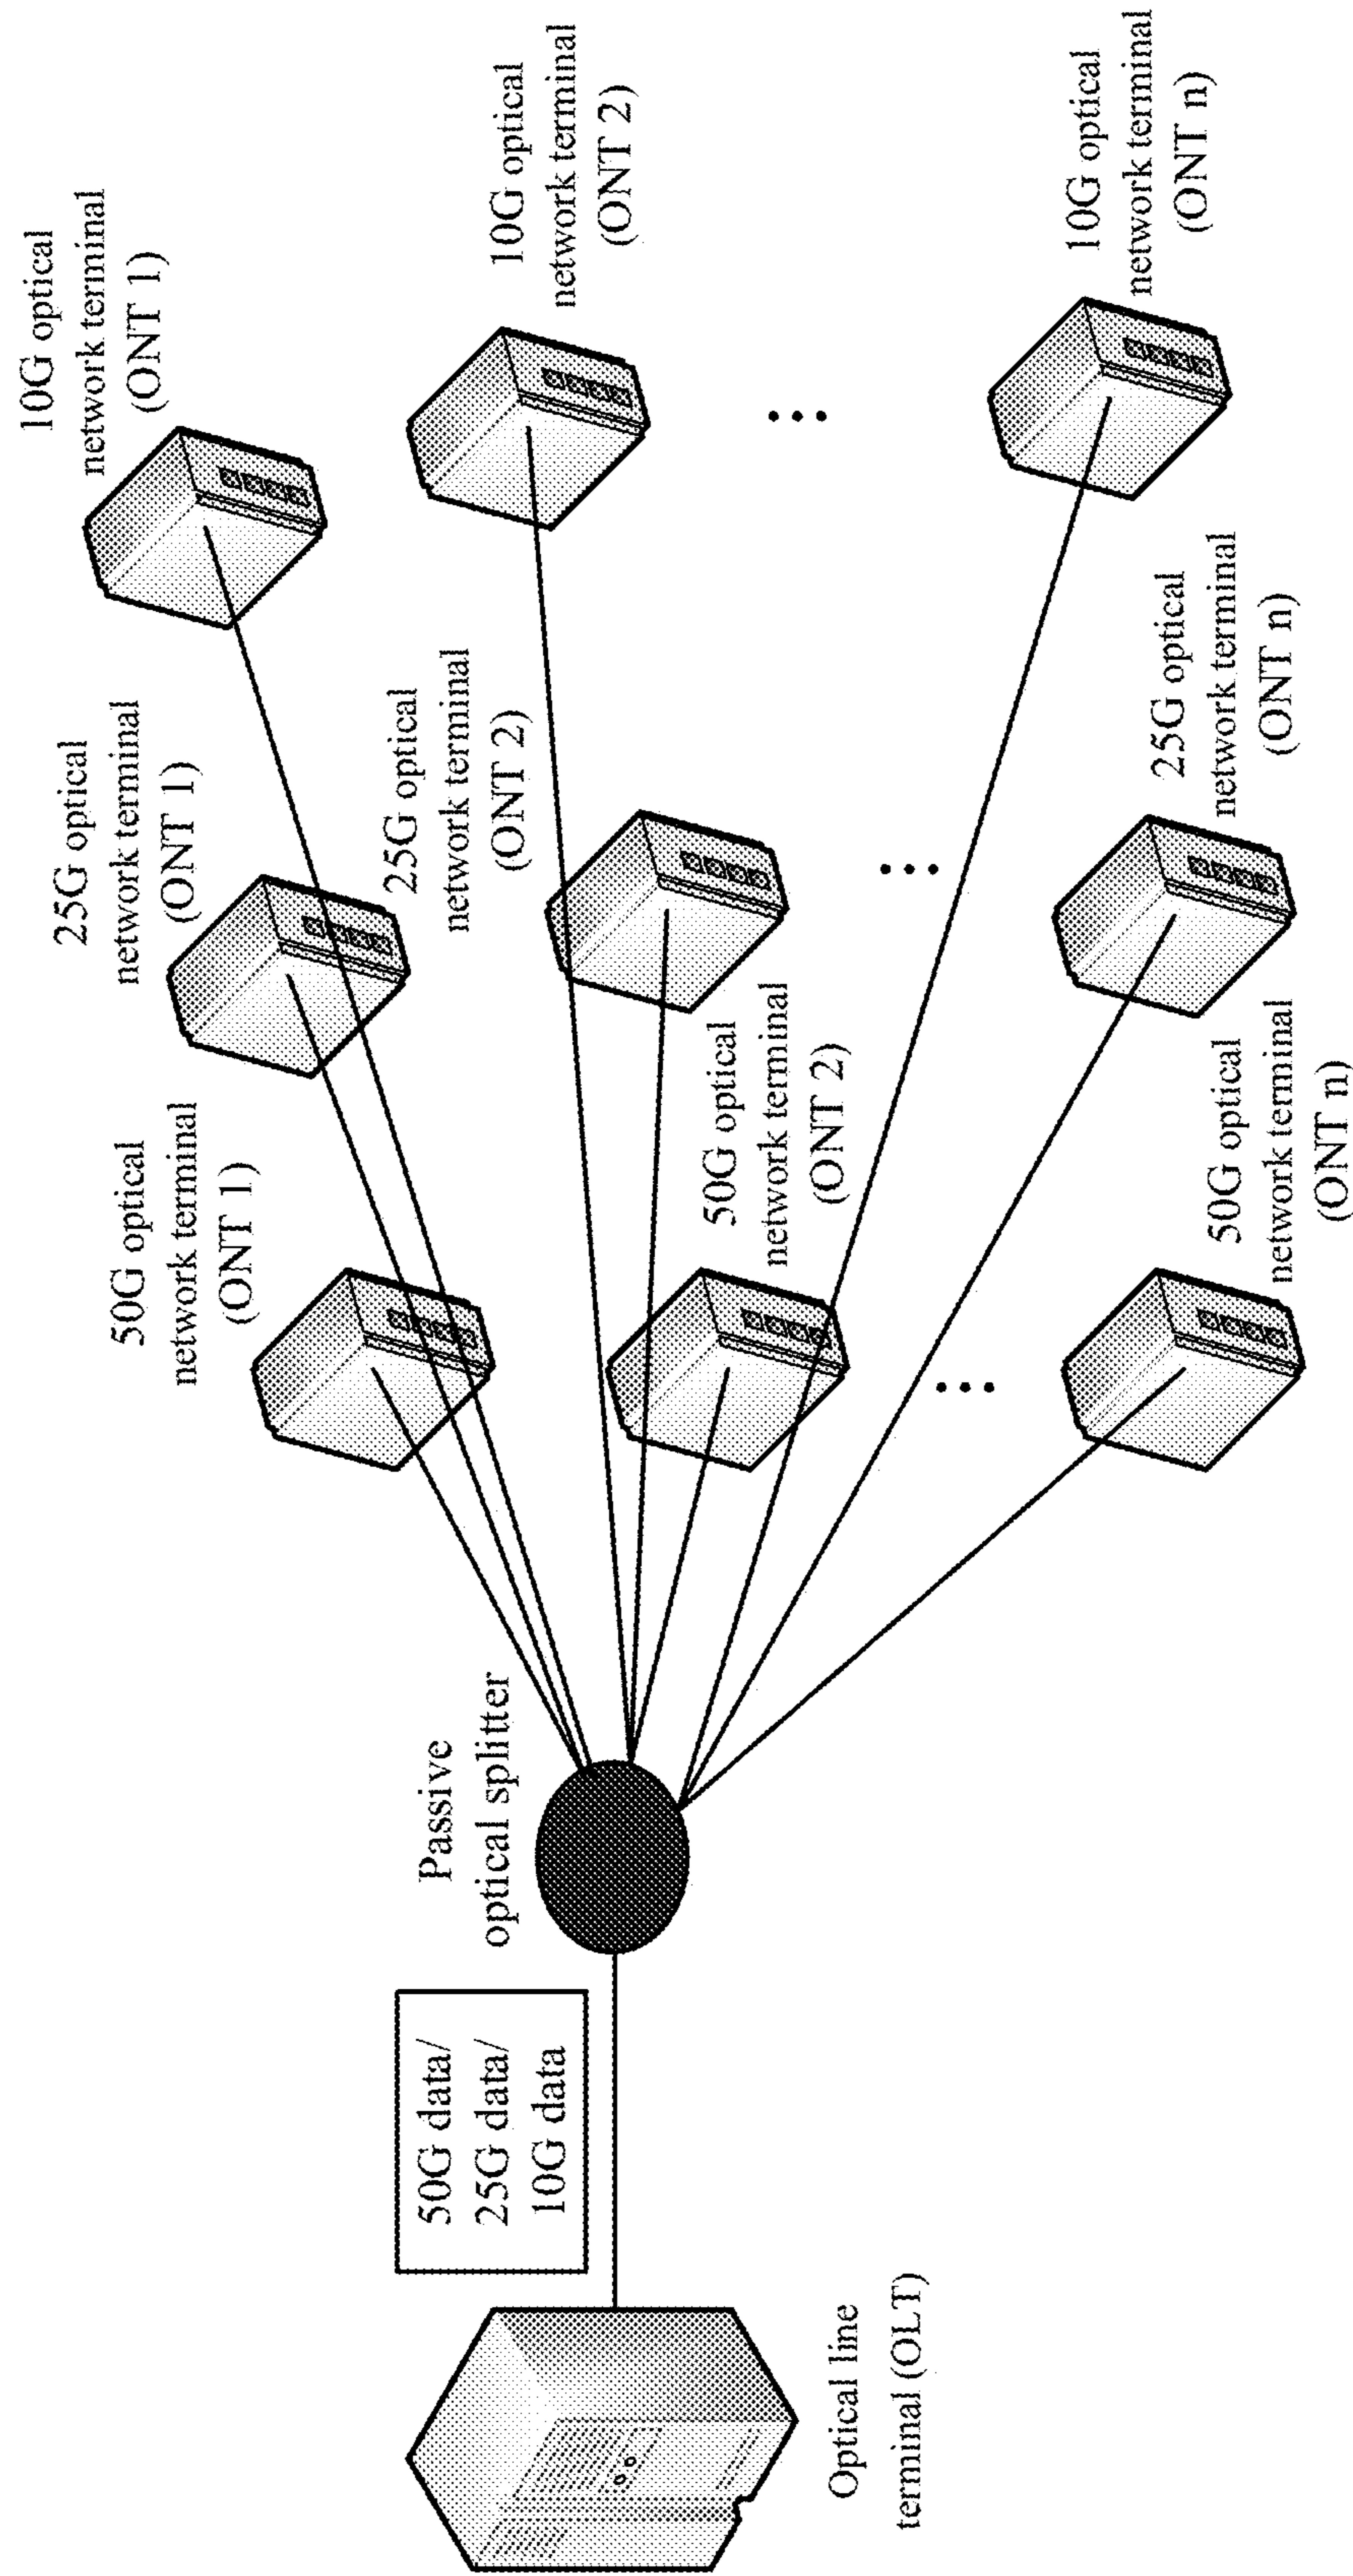 10G optical
network terminal
(ONT 1)
25G optical
network terminal
(ONT 1)
50G optical
network terminal
(ONT 1)
10G optical
network terminal
(ONT 2)
25G optical
network terminal
(ONT 2)
50G optical
network terminal
(ONT 2)
...
...
...
10G optical
network terminal
(ONT n)
25G optical
network terminal
(ONT n)
50G optical
network terminal
(ONT n)
Passive
optical splitter
50G data/
25G data/
10G data
Optical line
terminal (OLT)